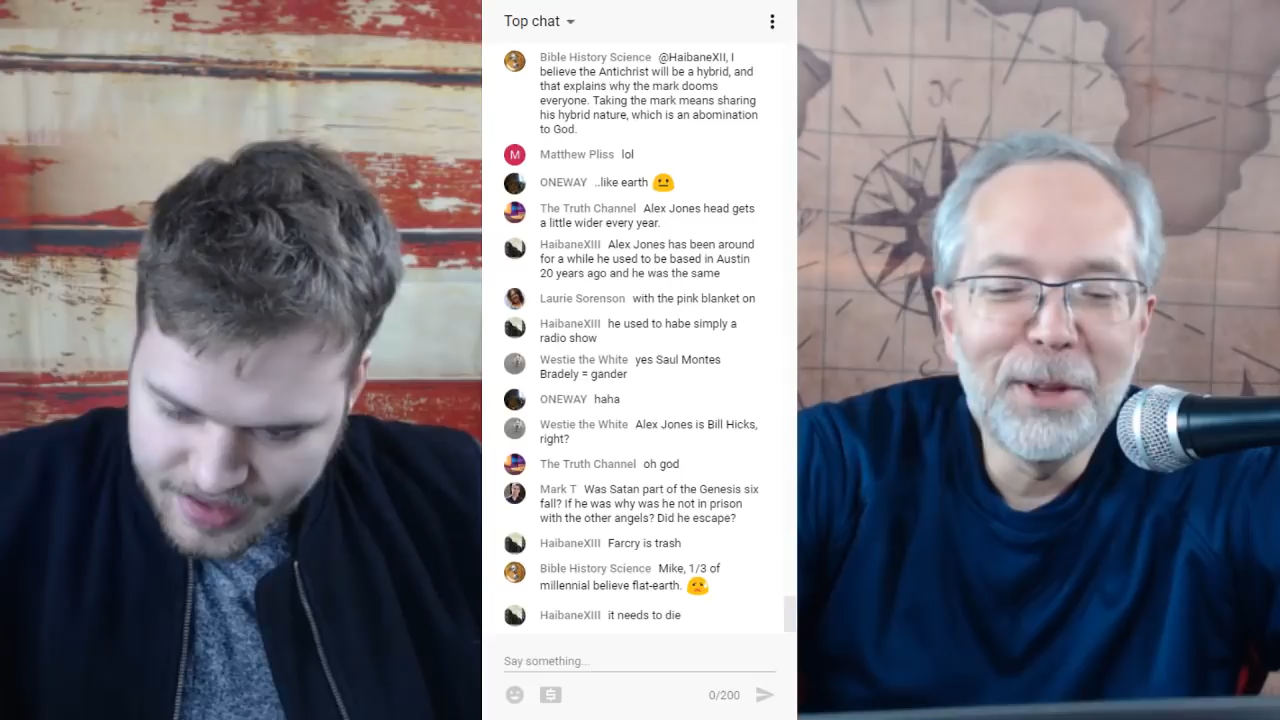 Top chat
Bible History Science @HaibaneXII, I
believe the Antichrist will be a hybrid, and
that explains why the mark dooms
everyone. Taking the mark means sharing
his hybrid nature, which is an abomination
to God.
M Matthew Pliss lol
ONEWAY ..like earth
The Truth Channel Alex Jones head gets
a little wider every year.
HaibaneXIII Alex Jones has been around
for a while he used to be based in Austin
20 years ago and he was the same
Laurie Sorenson with the pink blanket on
HaibaneXIII he used to habe simply a
radio show
Westie the White yes Saul Montes
Bradely = gander
ONEWAY haha
Westie the White Alex Jones is Bill Hicks,
right?
The Truth Channel oh god
Mark T Was Satan part of the Genesis six
fall? If he was why was he not in prison
with the other angels? Did he escape?
HaibaneXIII Farcry is trash
Bible History Science Mike, 1/3 of
millennial believe flat-earth.
HaibaneXIII it needs to die
Say something...
0/200
or